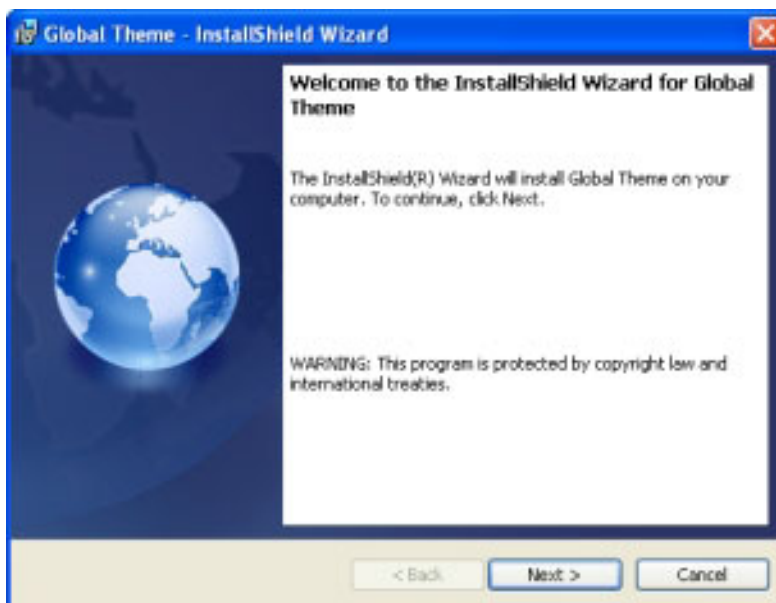 Global Theme - InstallShield Wizard
Welcome to the InstallShield Wizard for Global
Theme
The InstallShield(R) Wizard will install Global Theme on your
computer. To continue, click Next.
WARNING: This program is protected by copyright law and
international treaties.
< Back
Next >
Cancel